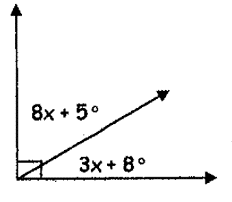 8x + 5°
3x + 8°